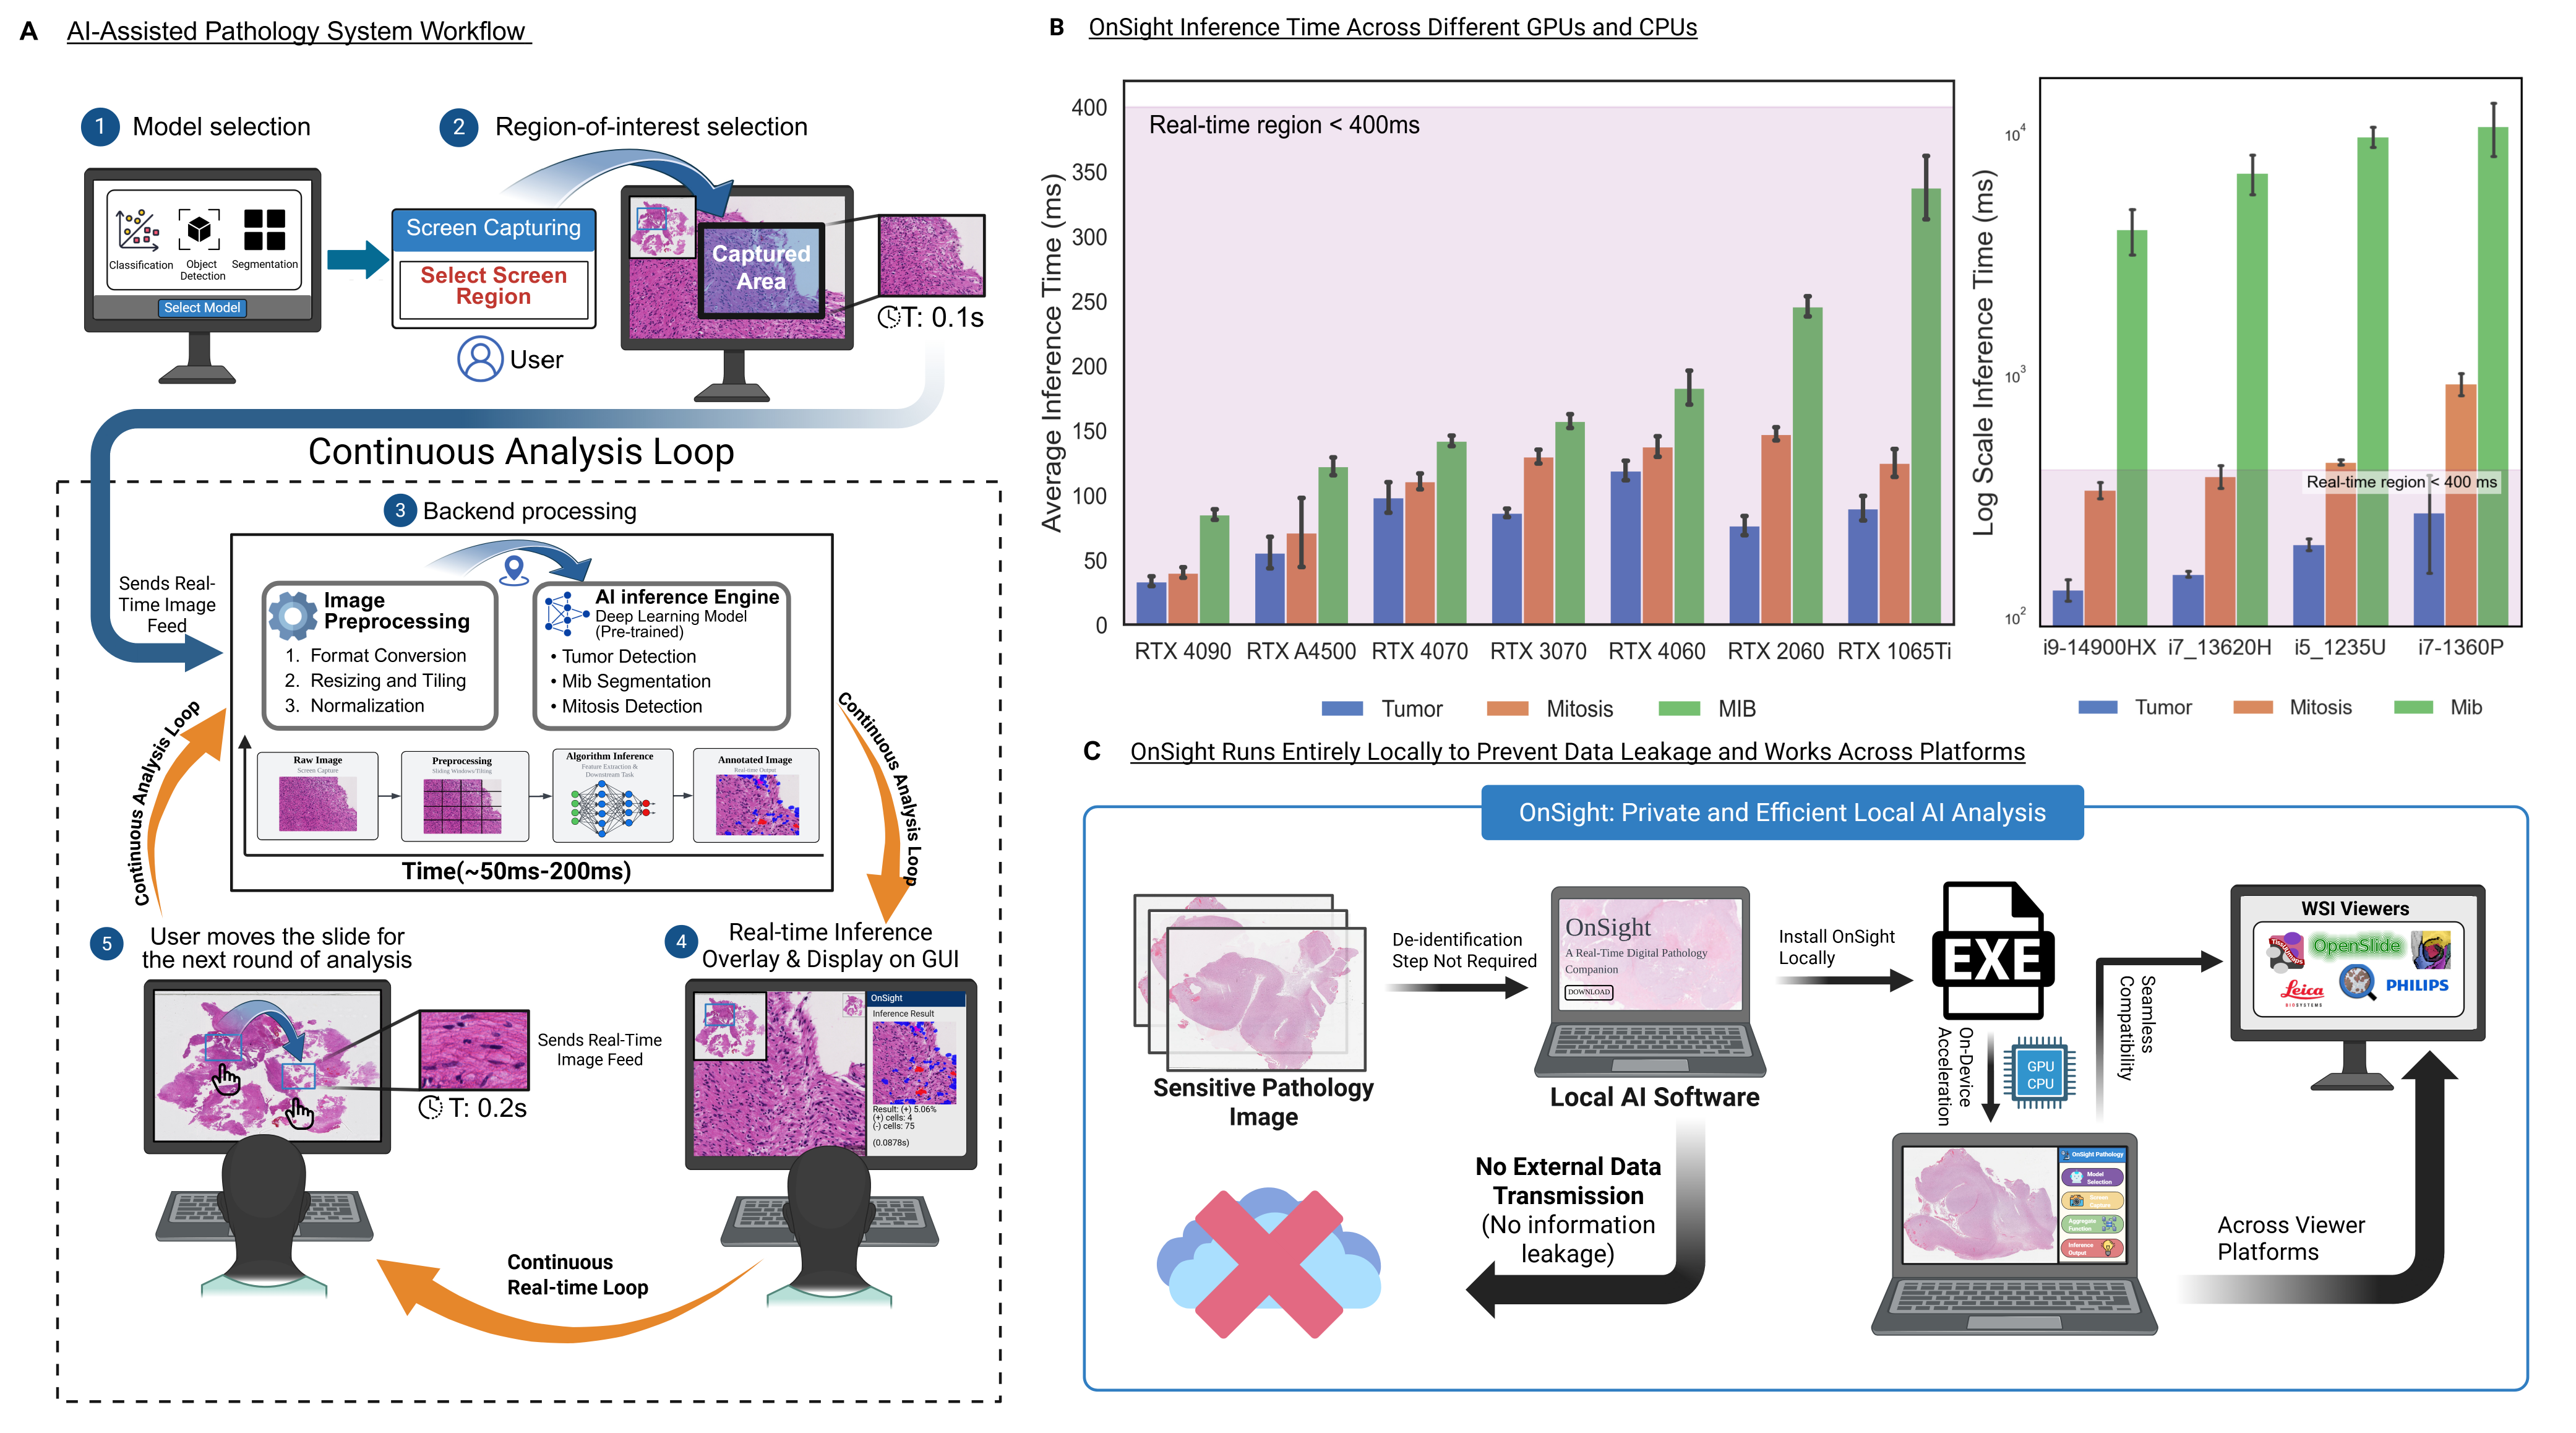 A AI-Assisted Pathology System Workflow
1 Model selection
Classification
Object
Detection
Segmentation
Select Model
2 Region-of-interest selection
Screen Capturing
Select Screen
Region
User
Captured
Area
T: 0.1s
Continuous Analysis Loop
Sends Real-
Time Image
Feed
3 Backend processing
Image
Preprocessing
1. Format Conversion
2. Resizing and Tiling
3. Normalization
AI inference Engine
Deep Learning Model
(Pre-trained)
• Tumor Detection
• Mib Segmentation
• Mitosis Detection
Raw Image
Screen Capture
Preprocessing
Sliding Windows/Tiling
Algorithm Inference
Feature Extraction &
Downstream Task
Annotated Image
Real-time Output
Time(~50ms-200ms)
Continuous Analysis Loop
Continuous Analysis Loop
5 User moves the slide for
the next round of analysis
Sends Real-Time
Image Feed
T: 0.2s
4 Real-time Inference
Overlay & Display on GUI
OnSight
Inference Result
Result: (+) 5.06%
(+) cells: 4
(-) cells: 75
(0.0878s)
Continuous
Real-time Loop
B OnSight Inference Time Across Different GPUs and CPUs
Average Inference Time (ms)
400
350
300
250
200
150
100
50
0
Real-time region < 400ms
RTX 4090 RTX A4500 RTX 4070 RTX 3070 RTX 4060 RTX 2060 RTX 1065Ti
Tumor Mitosis MIB
Log Scale Inference Time (ms)
10^4
10^3
10^2
Real-time region < 400 ms
i9-14900HX i7_13620H i5_1235U i7-1360P
Tumor Mitosis Mib
C OnSight Runs Entirely Locally to Prevent Data Leakage and Works Across Platforms
OnSight: Private and Efficient Local AI Analysis
Sensitive Pathology
Image
De-identification
Step Not Required
OnSight
A Real-Time Digital Pathology
Companion
DOWNLOAD
Local AI Software
Install OnSight
Locally
EXE
On-Device
Acceleration
GPU
CPU
Seamless
Compatibility
WSI Viewers
OpenSlide
Leica
BIOSYSTEMS
PHILIPS
No External Data
Transmission
(No information
leakage)
OnSight Pathology
Model
Selection
Screen
Capture
Aggregate
Function
Inference
Output
Across Viewer
Platforms